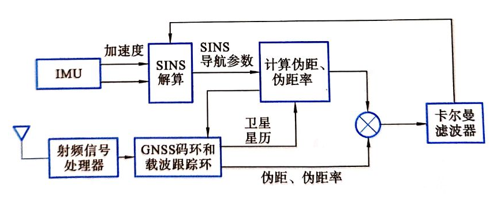 加速度
IMU
SINS
解算
SINS
导航参数
计算伪距、
伪距率
卫星
星历
卡尔曼
滤波器
射频信号
处理器
GNSS码环和
载波跟踪环
伪距、伪距率